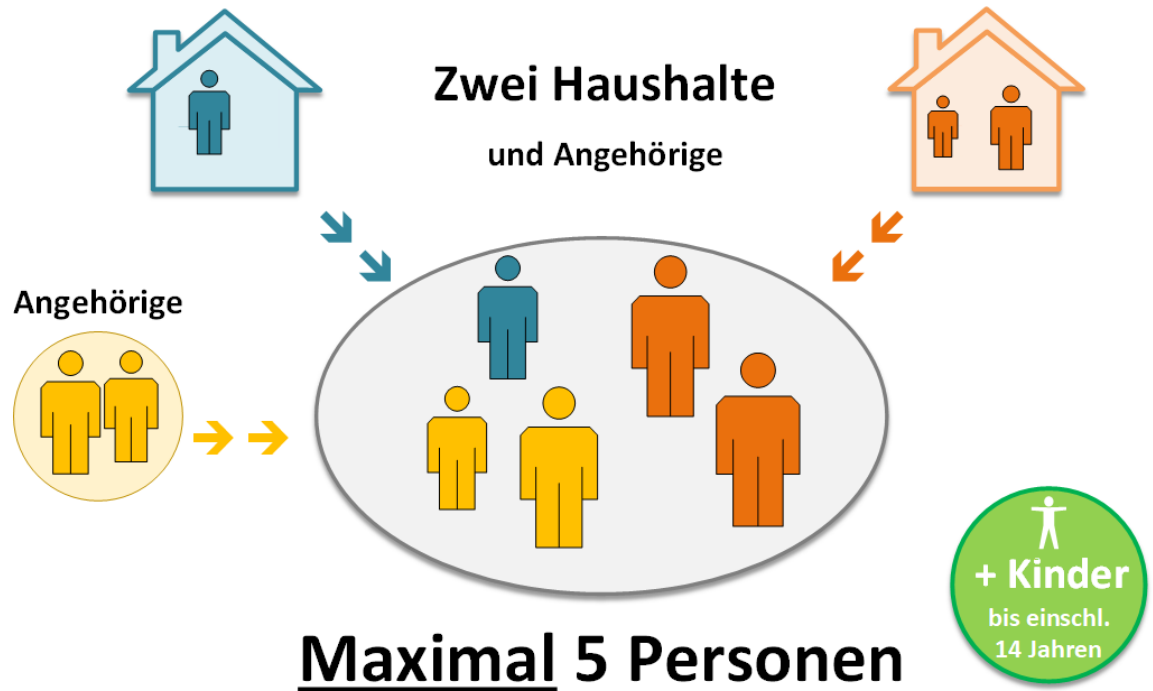 Zwei Haushalte
und Angehörige
Angehörige
+ Kinder
bis einschl.
14 Jahren
Maximal 5 Personen